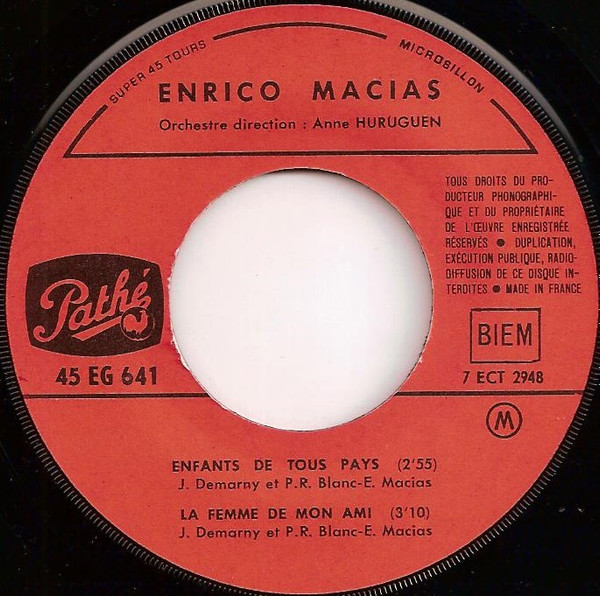 SUPER 45 TOURS
MICROSILLON
ENRICO MACIAS
Orchestre direction : Anne HURUGUEN
TOUS DROITS DU PRO-
DUCTEUR PHONOGRAPHI-
QUE ET DU PROPRIÉTAIRE
DE L'ŒUVRE ENREGISTRÉE
RÉSERVÉS ● DUPLICATION,
EXÉCUTION PUBLIQUE, RADIO-
DIFFUSION DE CE DISQUE IN-
TERDITES ● MADE IN FRANCE
Pathé
BIEM
45 EG 641
7 ECT 2948
M
ENFANTS DE TOUS PAYS (2'55)
J. Demarny et P.R. Blanc-E. Macias
LA FEMME DE MON AMI (3'10)
J. Demarny et P.R. Blanc-E. Macias